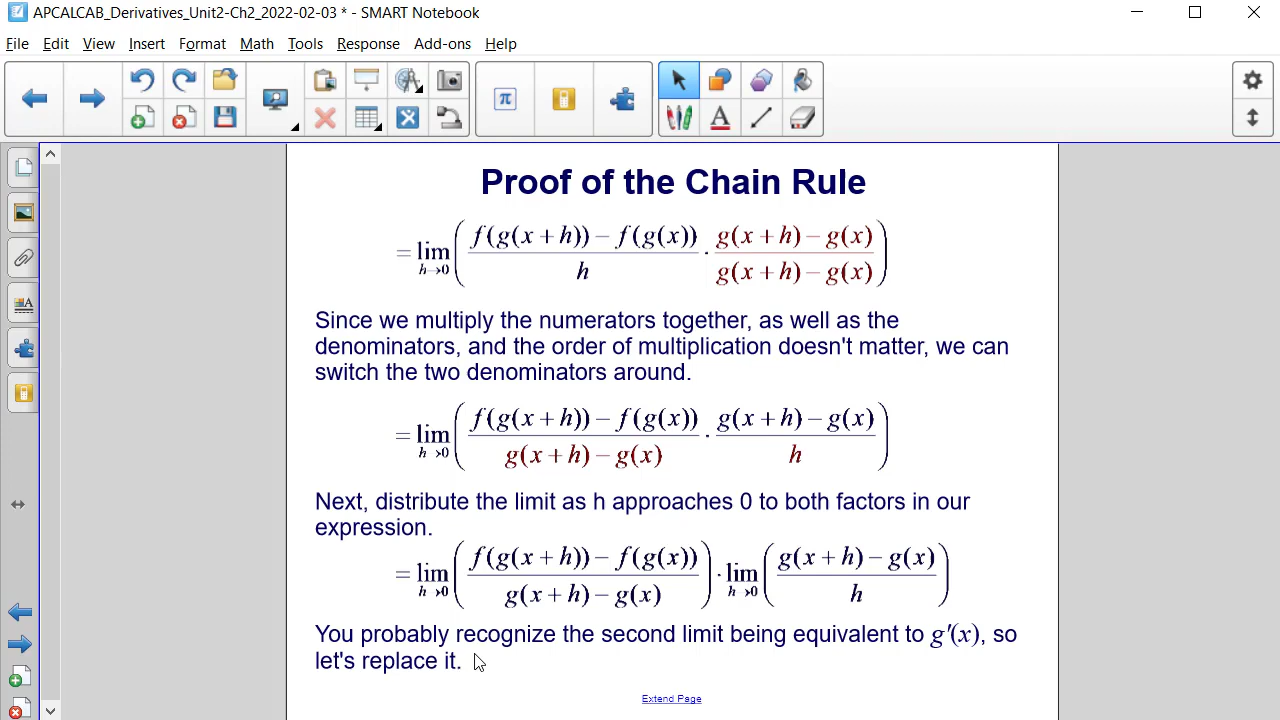 APCALCAB_Derivatives_Unit2-Ch2_2022-02-03 * - SMART Notebook
File Edit View Insert Format Math Tools Response Add-ons Help
π
A
Proof of the Chain Rule
= lim h→0 ( f(g(x + h)) − f(g(x)) / h · g(x + h) − g(x) / g(x + h) − g(x) )
Since we multiply the numerators together, as well as the
denominators, and the order of multiplication doesn't matter, we can
switch the two denominators around.
= lim h→0 ( f(g(x + h)) − f(g(x)) / g(x + h) − g(x) · g(x + h) − g(x) / h )
Next, distribute the limit as h approaches 0 to both factors in our
expression.
= lim h→0 ( f(g(x + h)) − f(g(x)) / g(x + h) − g(x) ) · lim h→0 ( g(x + h) − g(x) / h )
You probably recognize the second limit being equivalent to g′(x), so
let's replace it.
Extend Page